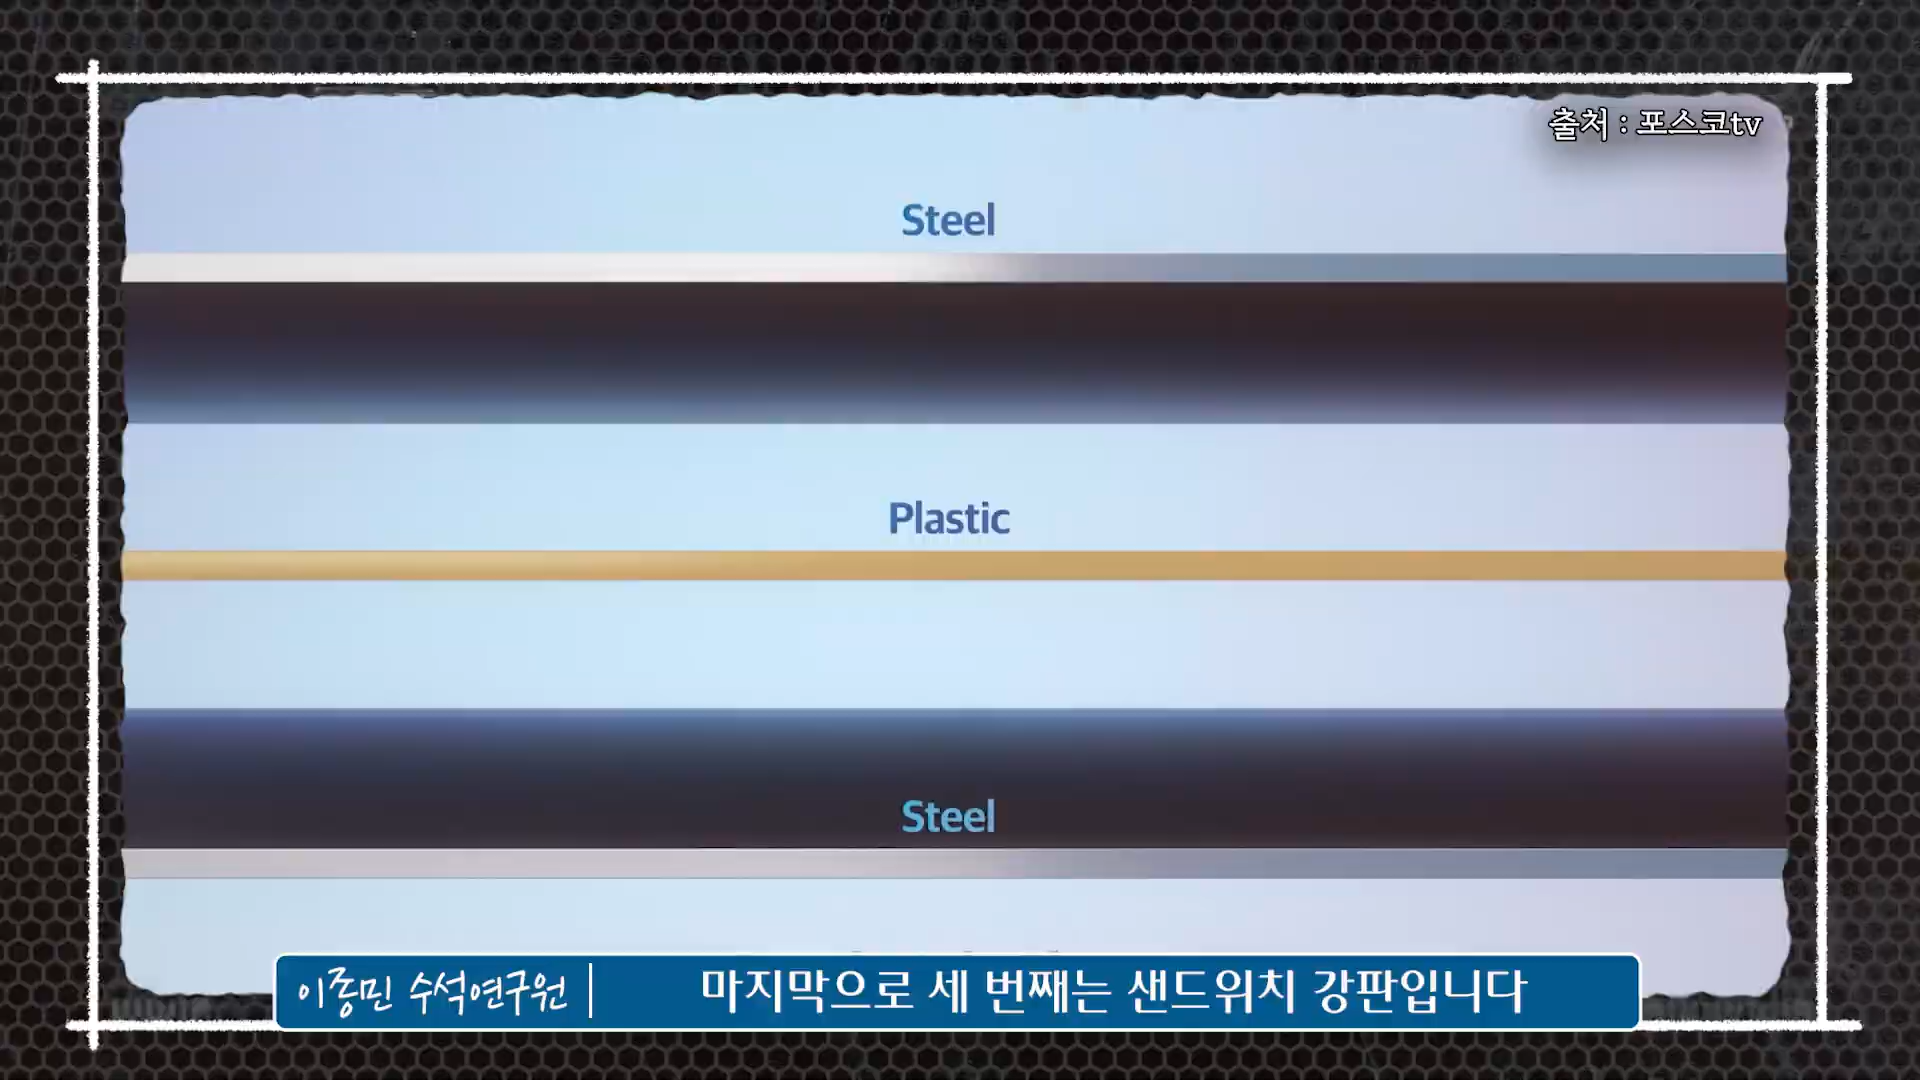 출처 : 포스코tv
Steel
Plastic
Steel
이종민 수석연구원
마지막으로 세 번째는 샌드위치 강판입니다